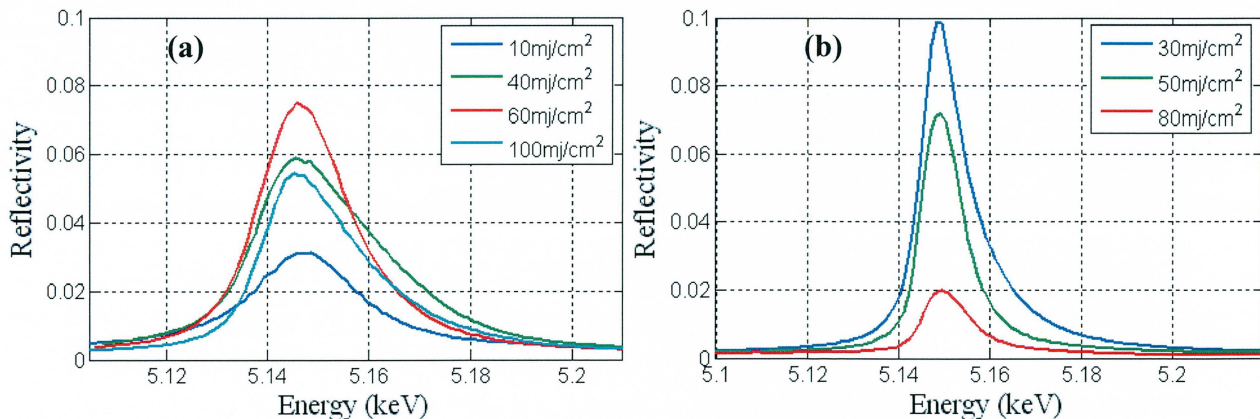 (a)
10mj/cm²
40mj/cm²
60mj/cm²
100mj/cm²
0.1
0.08
0.06
0.04
0.02
0
Reflectivity
5.12
5.14
5.16
5.18
5.2
Energy (keV)
(b)
30mj/cm²
50mj/cm²
80mj/cm²
0.1
0.08
0.06
0.04
0.02
0
Reflectivity
5.1
5.12
5.14
5.16
5.18
5.2
Energy (keV)